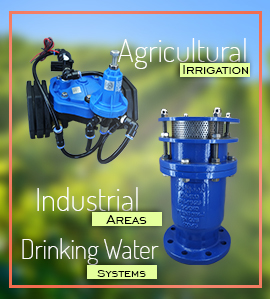 Agricultural
IRRIGATION
Industrial
AREAS
Drinking Water
SYSTEMS